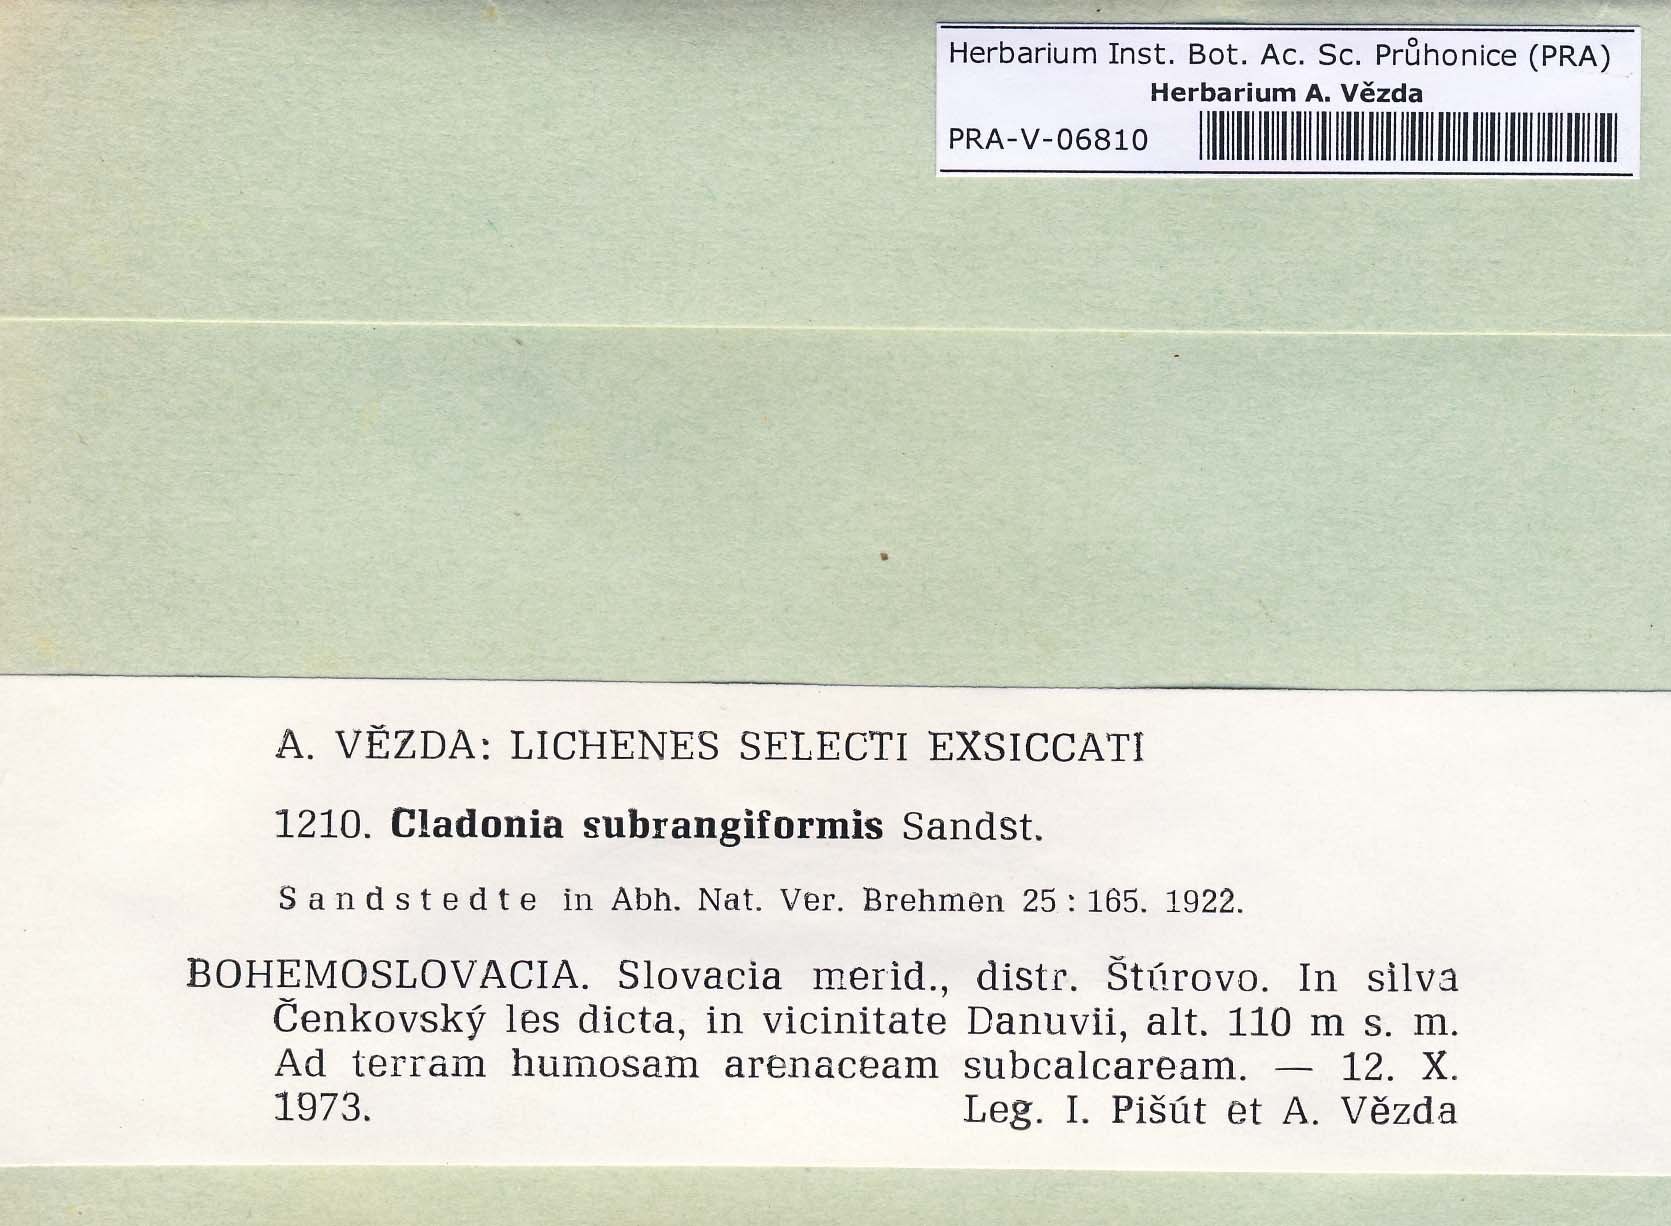 Herbarium Inst. Bot. Ac. Sc. Průhonice (PRA)
Herbarium A. Vězda
PRA-V-06810
A. VĚZDA: LICHENES SELECTI EXSICCATI
1210. Cladonia subrangiformis Sandst.
Sandstedte in Abh. Nat. Ver. Brehmen 25 : 165. 1922.
BOHEMOSLOVACIA. Slovacia merid., distr. Štúrovo. In silva
Čenkovský les dicta, in vicinitate Danuvii, alt. 110 m s. m.
Ad terram humosam arenaceam subcalcaream. — 12. X.
1973. Leg. I. Pišút et A. Vězda